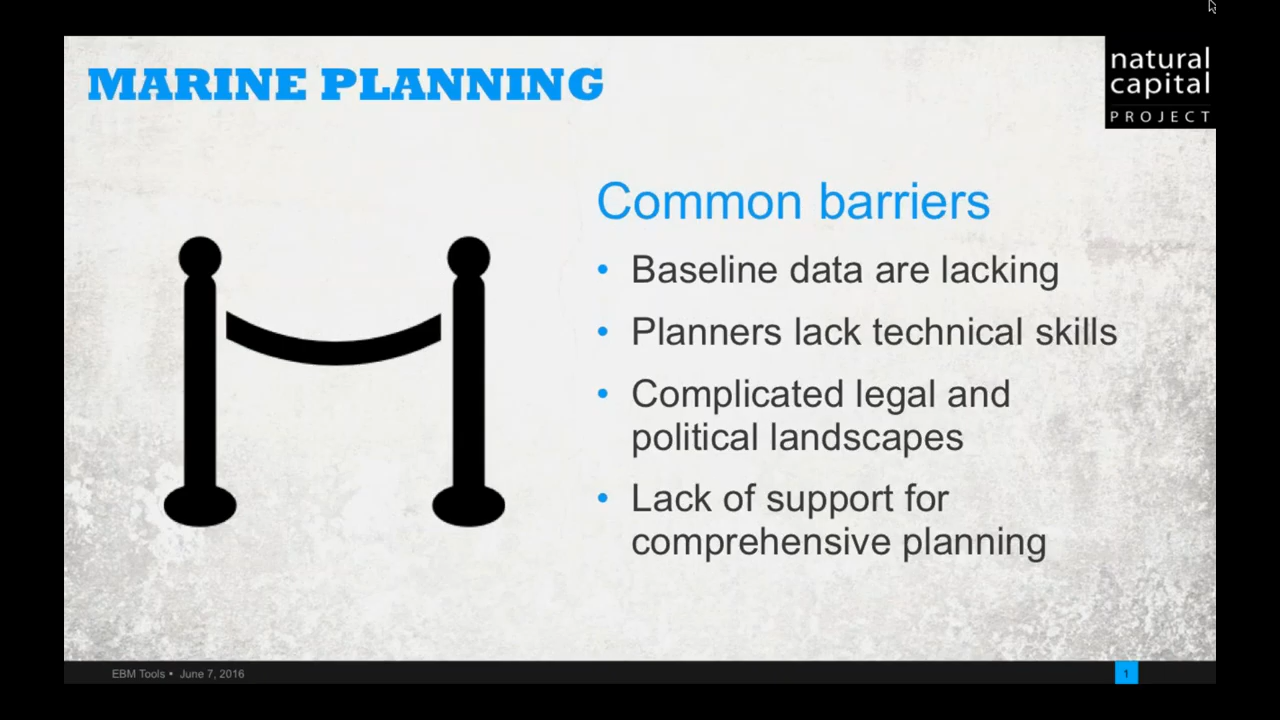 MARINE PLANNING
natural
capital
PROJECT
Common barriers
• Baseline data are lacking
• Planners lack technical skills
• Complicated legal and
political landscapes
• Lack of support for
comprehensive planning
EBM Tools • June 7, 2016
1